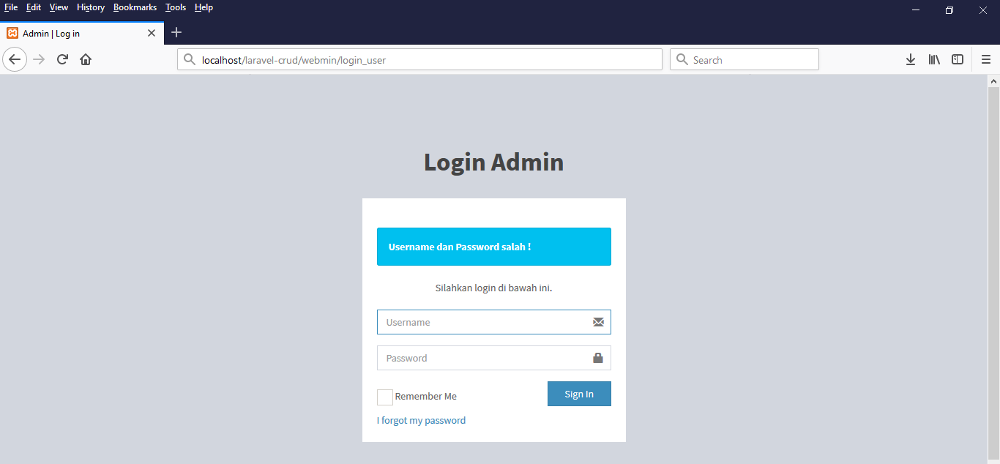 File Edit View History Bookmarks Tools Help
Admin | Log in
localhost/laravel-crud/webmin/login_user
Search
Login Admin
Username dan Password salah !
Silahkan login di bawah ini.
Username
Password
Remember Me
Sign In
I forgot my password